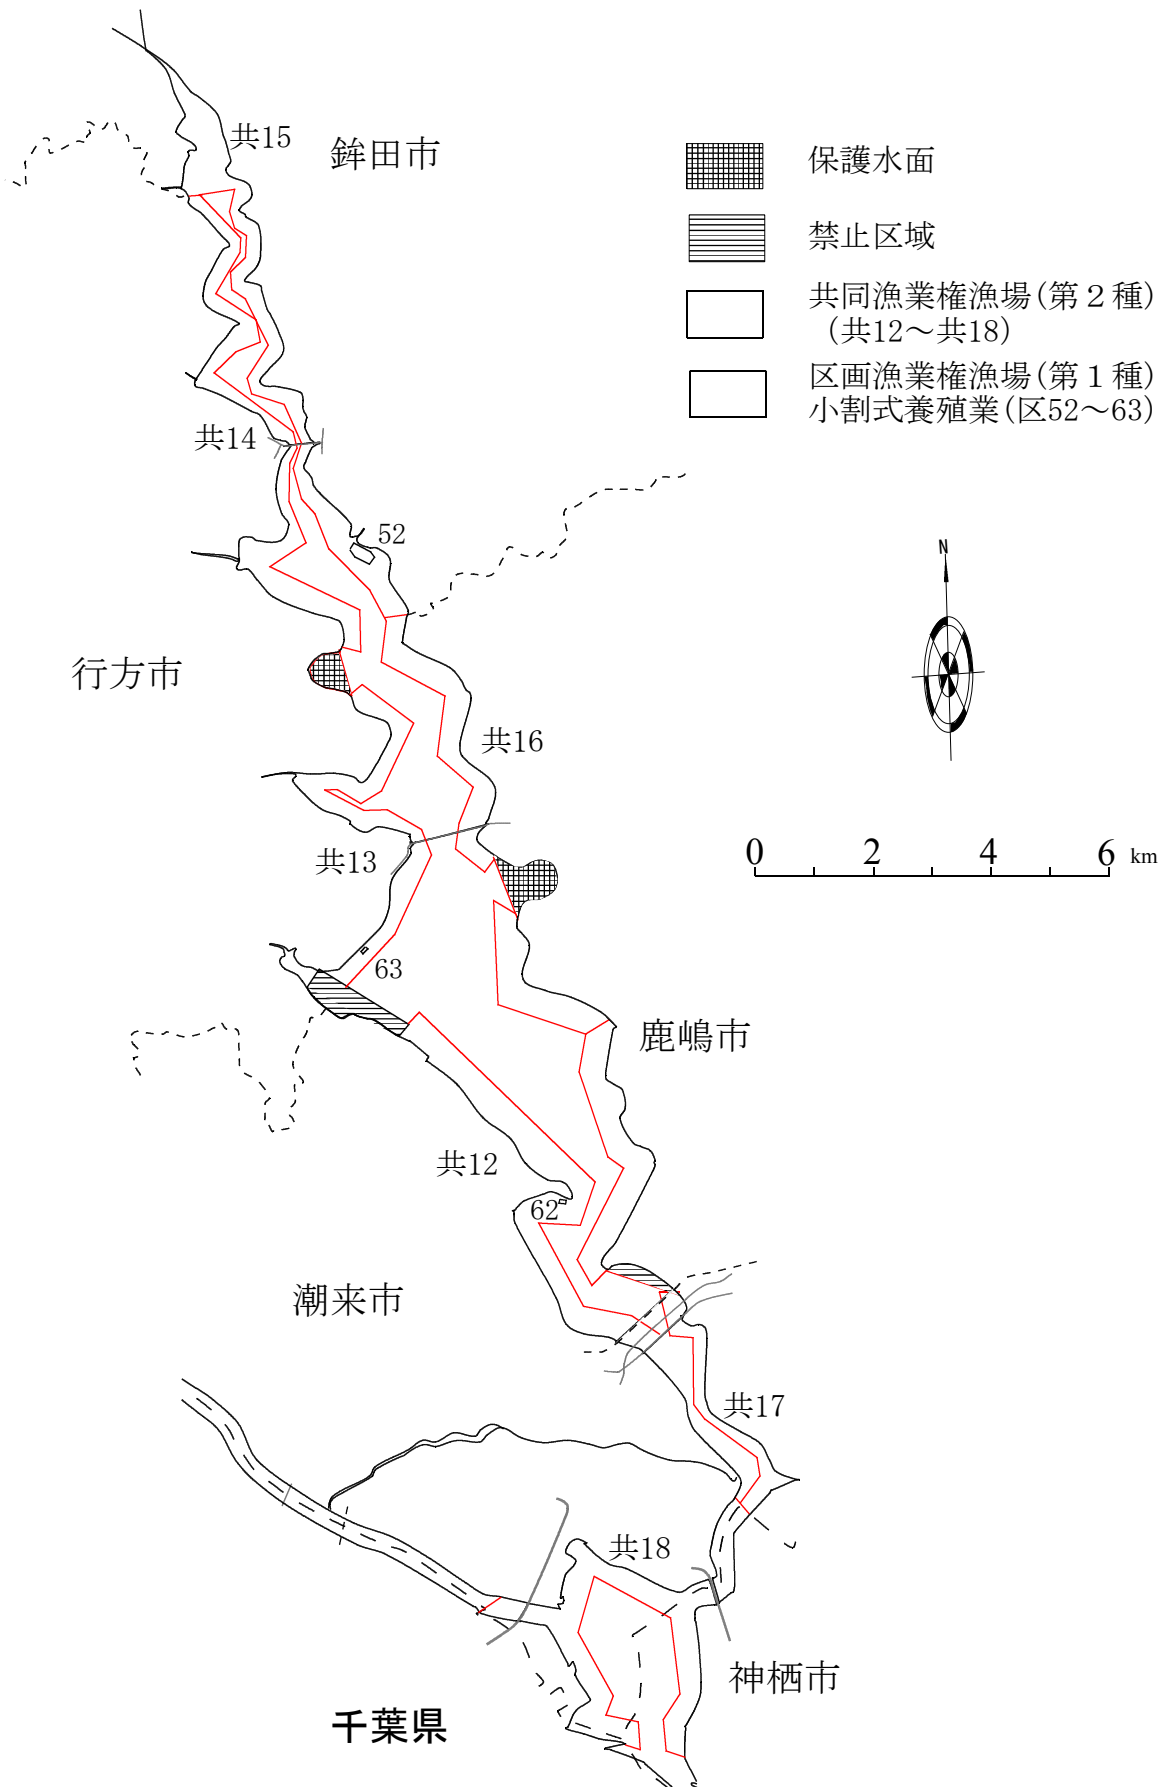 共15
鉾田市
保護水面
禁止区域
共同漁業権漁場(第２種)
(共12～共18)
区画漁業権漁場(第１種)
小割式養殖業(区52～63)
共14
52
N
行方市
共16
0 2 4 6 km
共13
63
鹿嶋市
共12
62
潮来市
共17
共18
神栖市
千葉県